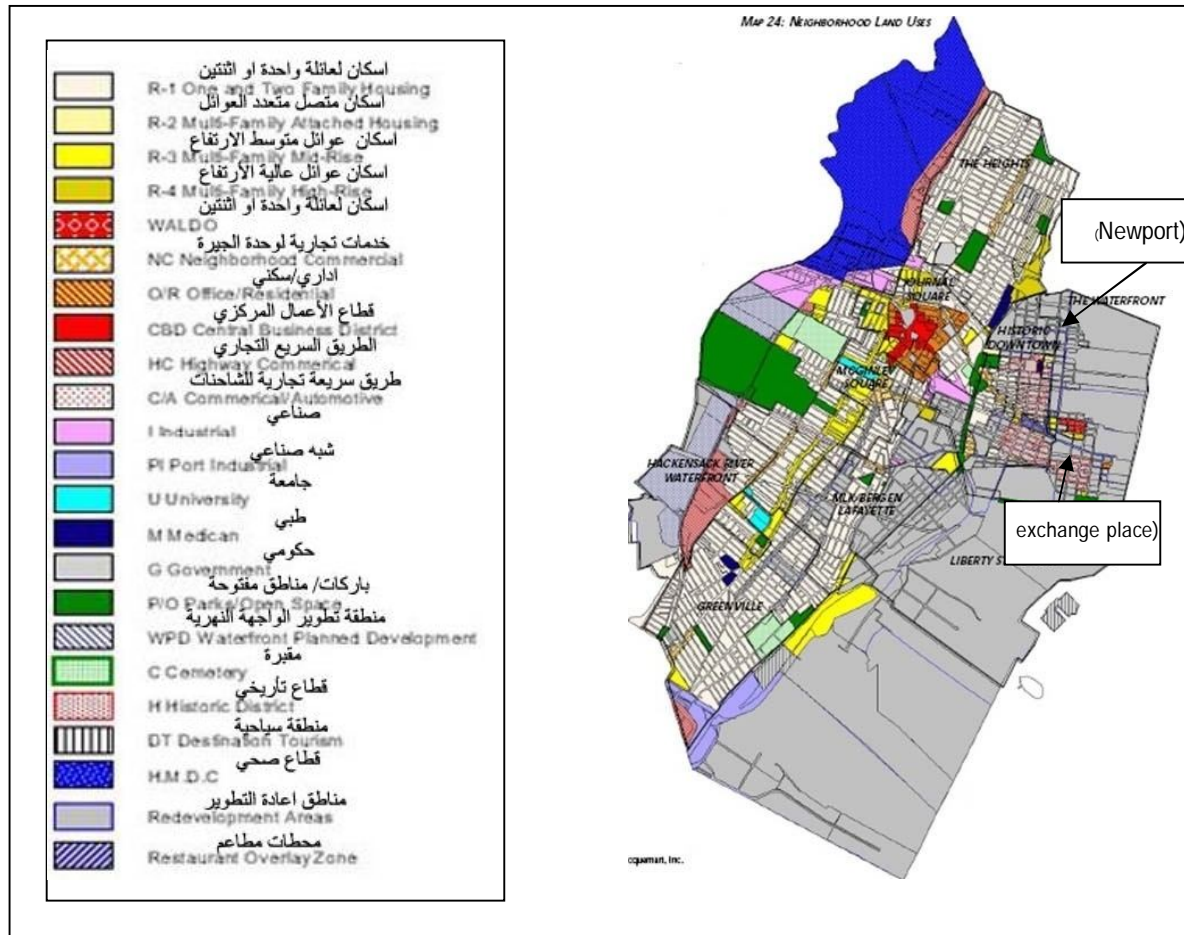 MAP 24: NEIGHBORHOOD LAND USES
اسكان لعائلة واحدة او اثنتين
R-1 One and Two Family Housing
اسكان متصل متعدد العوائل
R-2 Multi-Family Attached Housing
اسكان عوائل متوسط الارتفاع
R-3 Multi-Family Mid-Rise
اسكان عوائل عالية الأرتفاع
R-4 Multi-Family High-Rise
اسكان لعائلة واحدة او اثنتين
WALDO
خدمات تجارية لوحدة الجيرة
NC Neighborhood Commercial
اداري/سكني
O/R Office/Residential
قطاع الأعمال المركزي
CBD Central Business District
الطريق السريع التجاري
HC Highway Commerical
طريق سريعة تجارية للشاحنات
C/A Commerical/Automotive
صناعي
I Industrial
شبه صناعي
PI Port Industrial
جامعة
U University
طبي
M Medican
حكومي
G Government
باركات/ مناطق مفتوحة
P/O Parks/Open Space
منطقة تطوير الواجهة النهرية
WPD Waterfront Planned Development
مقبرة
C Cemetery
قطاع تأريخي
H Historic District
منطقة سياحية
DT Destination Tourism
قطاع صحي
H.M.D.C
مناطق اعادة التطوير
Redevelopment Areas
محطات مطاعم
Restaurant Overlay Zone
THE HEIGHTS
(Newport)
JOURNAL
SQUARE
THE WATERFRONT
HISTORIC
DOWNTOWN
MCGINLEY
SQUARE
HACKENSACK RIVER
WATERFRONT
MLK/BERGEN
LAFAYETTE
exchange place)
LIBERTY
GREENVILLE
cquemart, Inc.